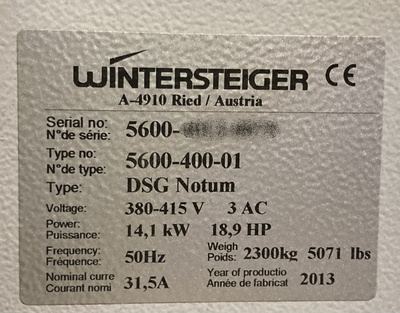 WINTERSTEIGER CE
A-4910 Ried / Austria
Serial no: 5600-
N°de série:
Type no: 5600-400-01
N°de type:
Type: DSG Notum
Voltage: 380-415 V 3 AC
Power: 14,1 kW 18,9 HP
Puissance:
Frequency: 50Hz Weigh 2300kg 5071 lbs
Fréquence: Poids:
Nominal curre 31,5A Year of productio 2013
Courant nomi Année de fabricat